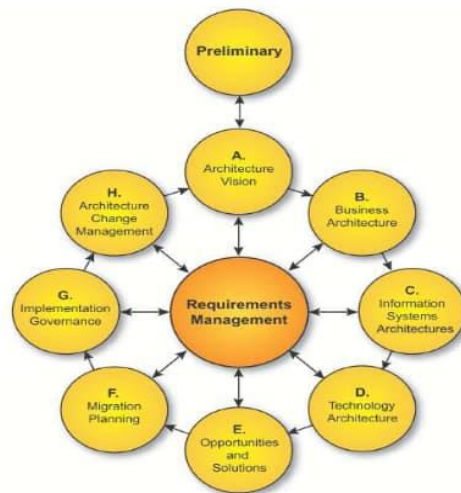 Preliminary
A.
Architecture
Vision
B.
Business
Architecture
C.
Information
Systems
Architectures
D.
Technology
Architecture
E.
Opportunities
and
Solutions
F.
Migration
Planning
G.
Implementation
Governance
H.
Architecture
Change
Management
Requirements
Management